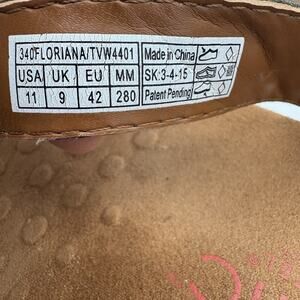 340FLORIANA/TVW4401
USA UK EU MM
11 9 42 280
Made in China
SK: 3-4-15
Patent Pending